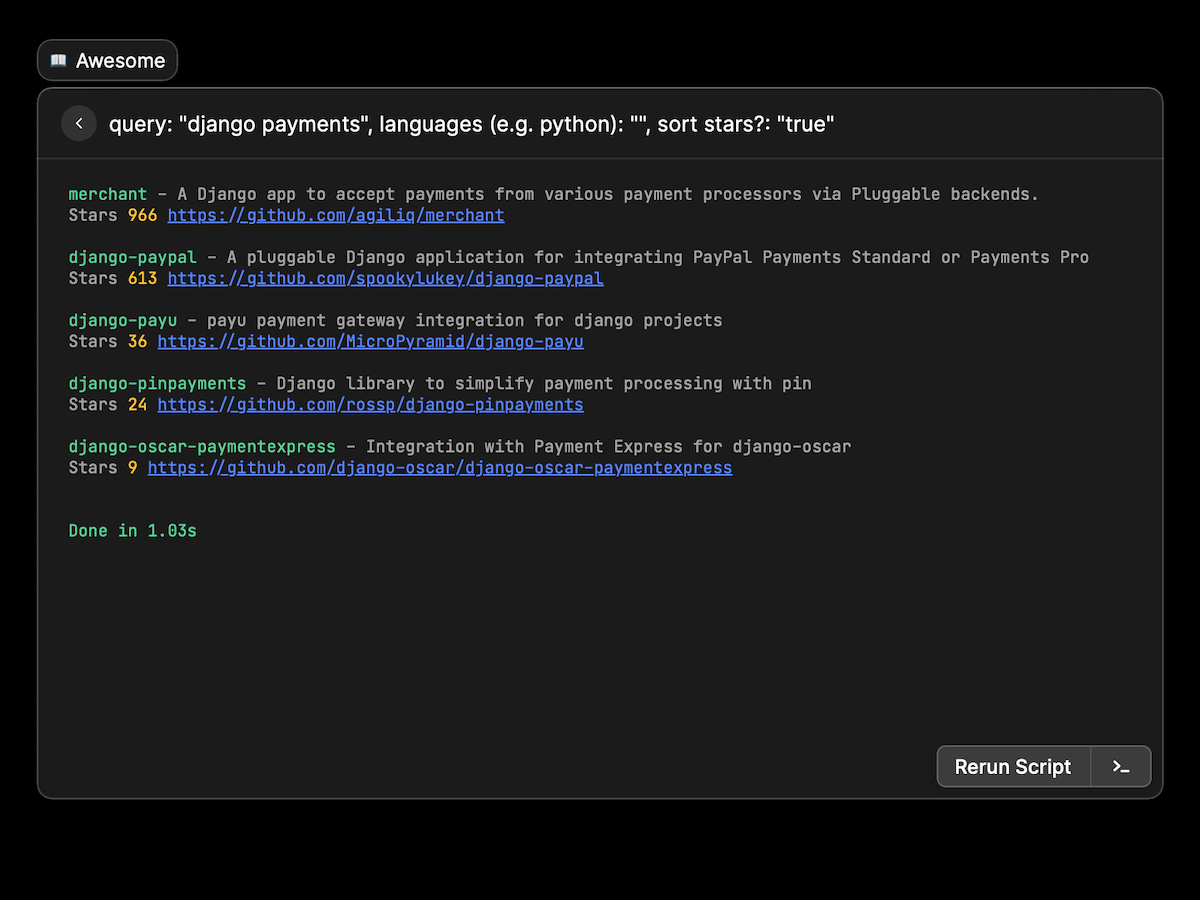 Awesome
query: "django payments", languages (e.g. python): "", sort stars?: "true"
merchant – A Django app to accept payments from various payment processors via Pluggable backends.
Stars 966 https://github.com/agiliq/merchant
django-paypal – A pluggable Django application for integrating PayPal Payments Standard or Payments Pro
Stars 613 https://github.com/spookylukey/django-paypal
django-payu – payu payment gateway integration for django projects
Stars 36 https://github.com/MicroPyramid/django-payu
django-pinpayments – Django library to simplify payment processing with pin
Stars 24 https://github.com/rossp/django-pinpayments
django-oscar-paymentexpress – Integration with Payment Express for django-oscar
Stars 9 https://github.com/django-oscar/django-oscar-paymentexpress
Done in 1.03s
Rerun Script